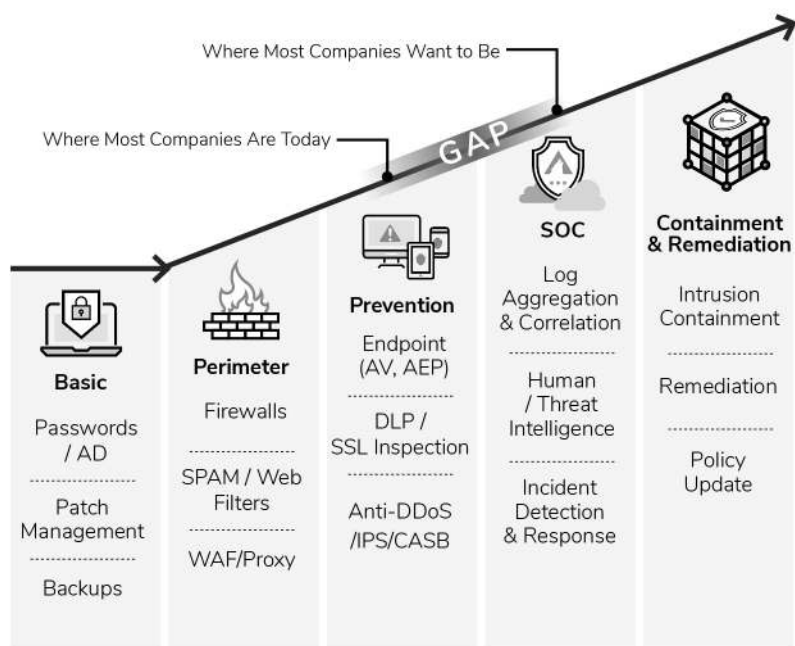 Where Most Companies Want to Be
Where Most Companies Are Today
GAP
Basic
Passwords
/ AD
Patch
Management
Backups
Perimeter
Firewalls
SPAM / Web
Filters
WAF/Proxy
Prevention
Endpoint
(AV, AEP)
DLP /
SSL Inspection
Anti-DDoS
/IPS/CASB
SOC
Log
Aggregation
& Correlation
Human
/ Threat
Intelligence
Incident
Detection
& Response
Containment
& Remediation
Intrusion
Containment
Remediation
Policy
Update